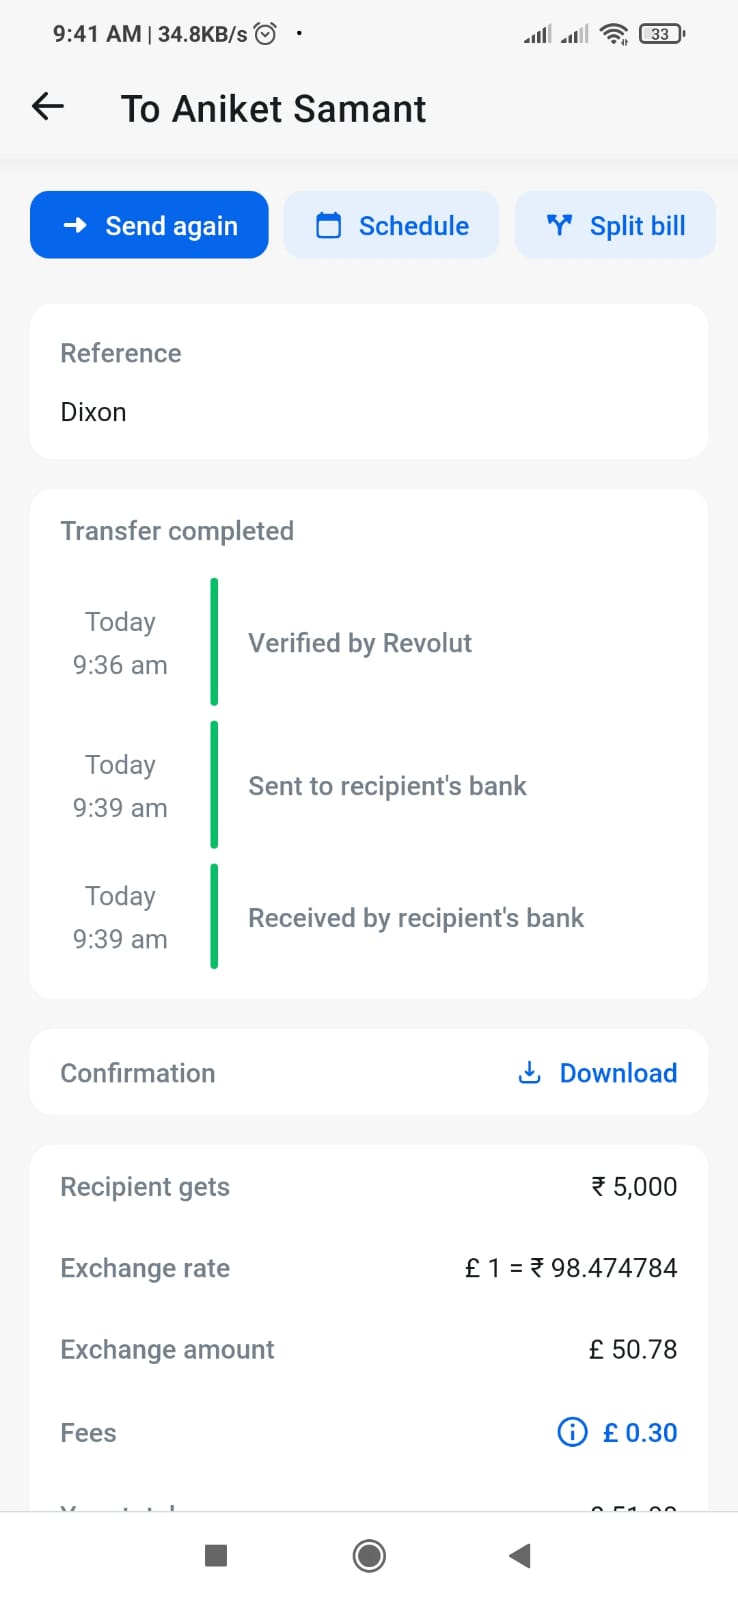 9:41 AM | 34.8KB/s
33
To Aniket Samant
Send again
Schedule
Split bill
Reference
Dixon
Transfer completed
Today
9:36 am
Verified by Revolut
Today
9:39 am
Sent to recipient's bank
Today
9:39 am
Received by recipient's bank
Confirmation
Download
Recipient gets ₹ 5,000
Exchange rate £ 1 = ₹ 98.474784
Exchange amount £ 50.78
Fees £ 0.30